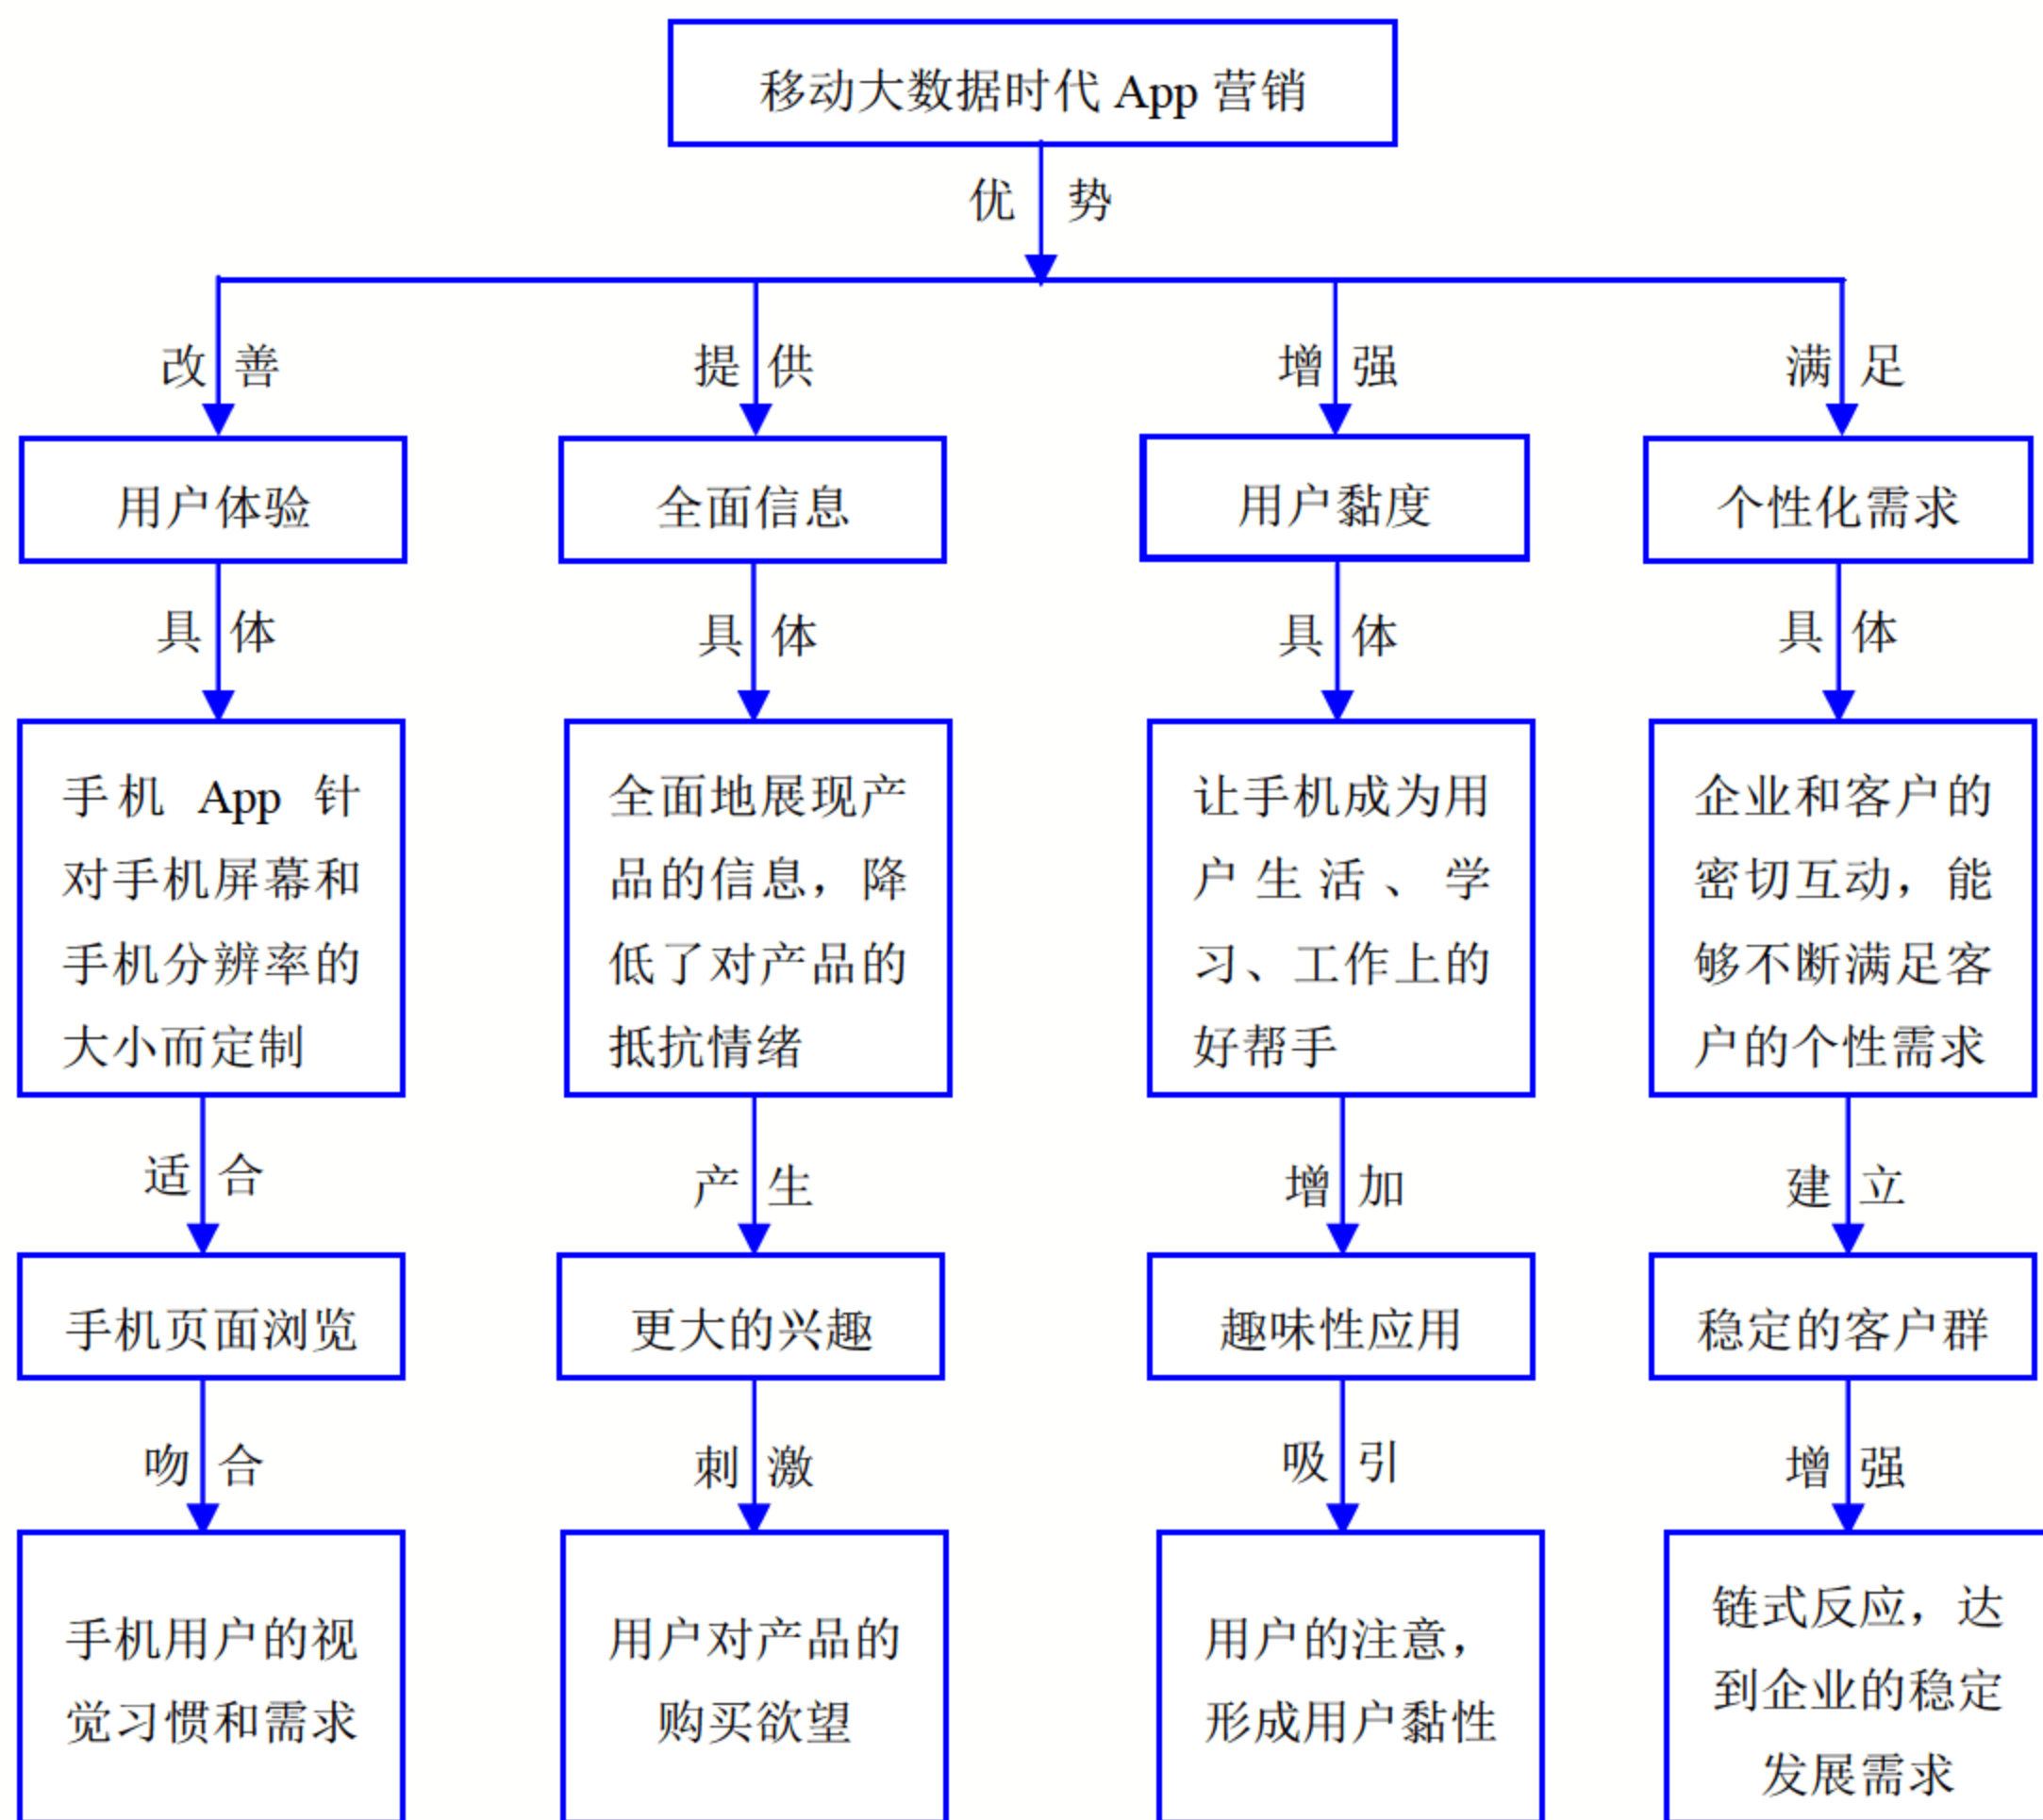 移动大数据时代 App 营销
优 势
改 善
提 供
增 强
满 足
用户体验
全面信息
用户黏度
个性化需求
具 体
具 体
具 体
具 体
手机 App 针
对手机屏幕和
手机分辨率的
大小而定制
全面地展现产
品的信息，降
低了对产品的
抵抗情绪
让手机成为用
户生活、学
习、工作上的
好帮手
企业和客户的
密切互动，能
够不断满足客
户的个性需求
适 合
产 生
增 加
建 立
手机页面浏览
更大的兴趣
趣味性应用
稳定的客户群
吻 合
刺 激
吸 引
增 强
手机用户的视
觉习惯和需求
用户对产品的
购买欲望
用户的注意，
形成用户黏性
链式反应，达
到企业的稳定
发展需求